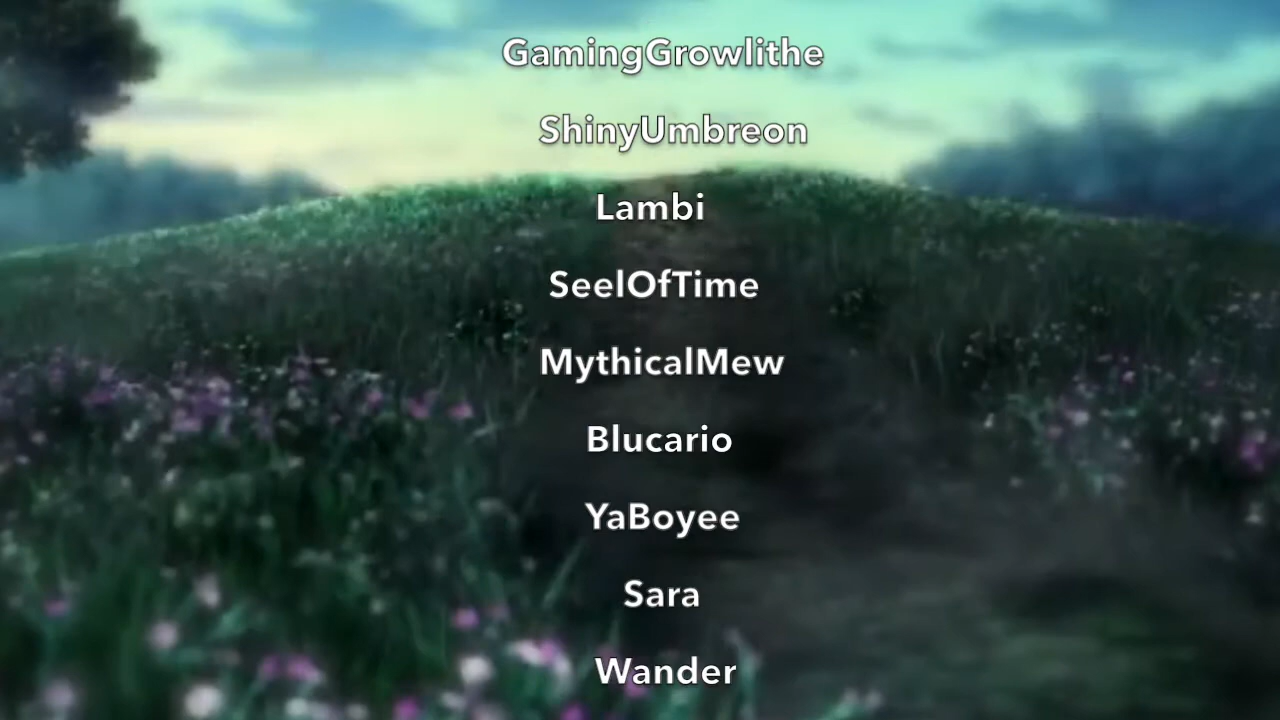 GamingGrowlithe
ShinyUmbreon
Lambi
SeelOfTime
MythicalMew
Blucario
YaBoyee
Sara
Wander